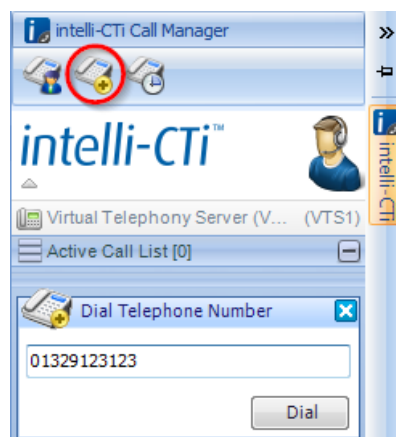 intelli-CTi Call Manager
intelli-CTi™
Virtual Telephony Server (V... (VTS1)
Active Call List [0]
Dial Telephone Number
01329123123
Dial
intelli-CTi